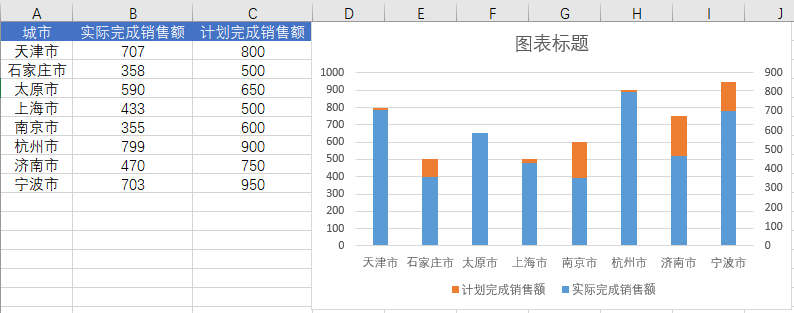 A B C D E F G H I J
城市 实际完成销售额 计划完成销售额
天津市 707 800
石家庄市 358 500
太原市 590 650
上海市 433 500
南京市 355 600
杭州市 799 900
济南市 470 750
宁波市 703 950
图表标题
1000 900
900 800
800 700
700 600
600 500
500 400
400 300
300 200
200 100
100 0
0
天津市 石家庄市 太原市 上海市 南京市 杭州市 济南市 宁波市
计划完成销售额 实际完成销售额